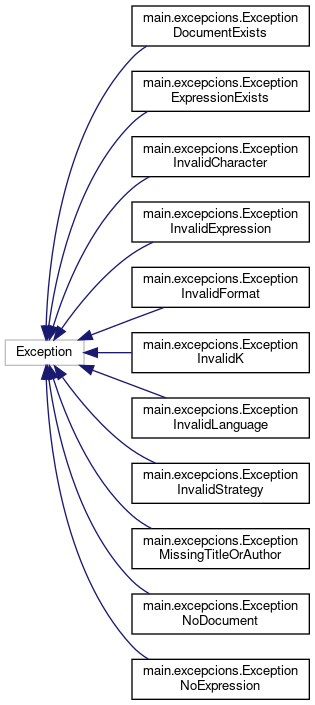 main.excepcions.Exception
DocumentExists
main.excepcions.Exception
ExpressionExists
main.excepcions.Exception
InvalidCharacter
main.excepcions.Exception
InvalidExpression
main.excepcions.Exception
InvalidFormat
Exception
main.excepcions.Exception
InvalidK
main.excepcions.Exception
InvalidLanguage
main.excepcions.Exception
InvalidStrategy
main.excepcions.Exception
MissingTitleOrAuthor
main.excepcions.Exception
NoDocument
main.excepcions.Exception
NoExpression